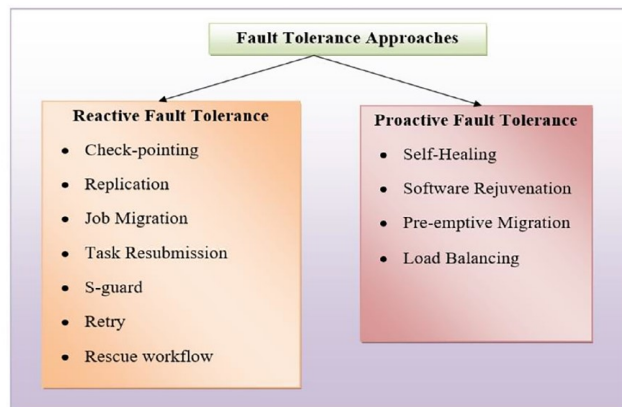 Fault Tolerance Approaches
Reactive Fault Tolerance
• Check-pointing
• Replication
• Job Migration
• Task Resubmission
• S-guard
• Retry
• Rescue workflow
Proactive Fault Tolerance
• Self-Healing
• Software Rejuvenation
• Pre-emptive Migration
• Load Balancing